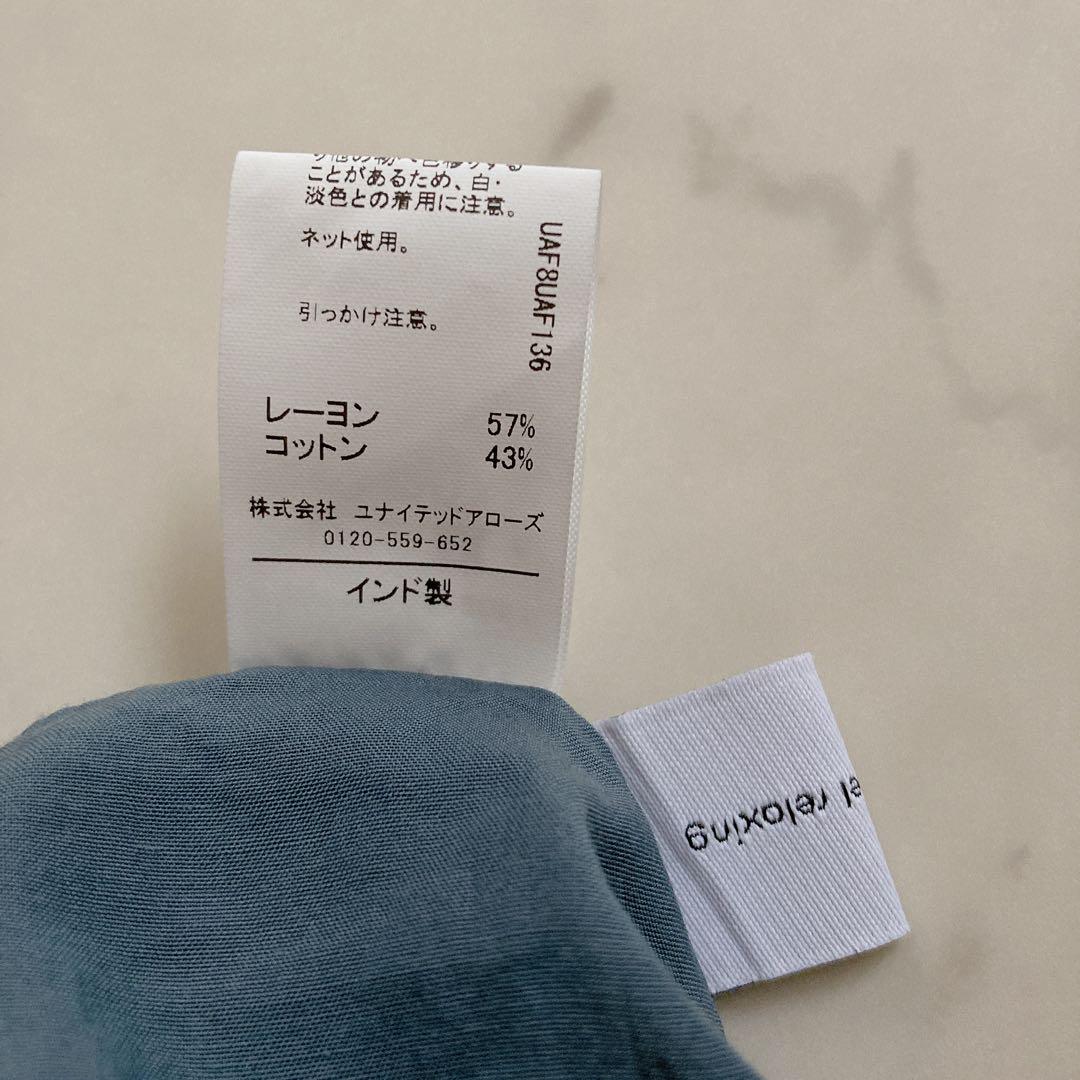 ことがあるため、白・
淡色との着用に注意。
ネット使用。
引っかけ注意。
UAF8UAF136
レーヨン 57%
コットン 43%
株式会社 ユナイテッドアローズ
0120-559-652
インド製
el relaxing